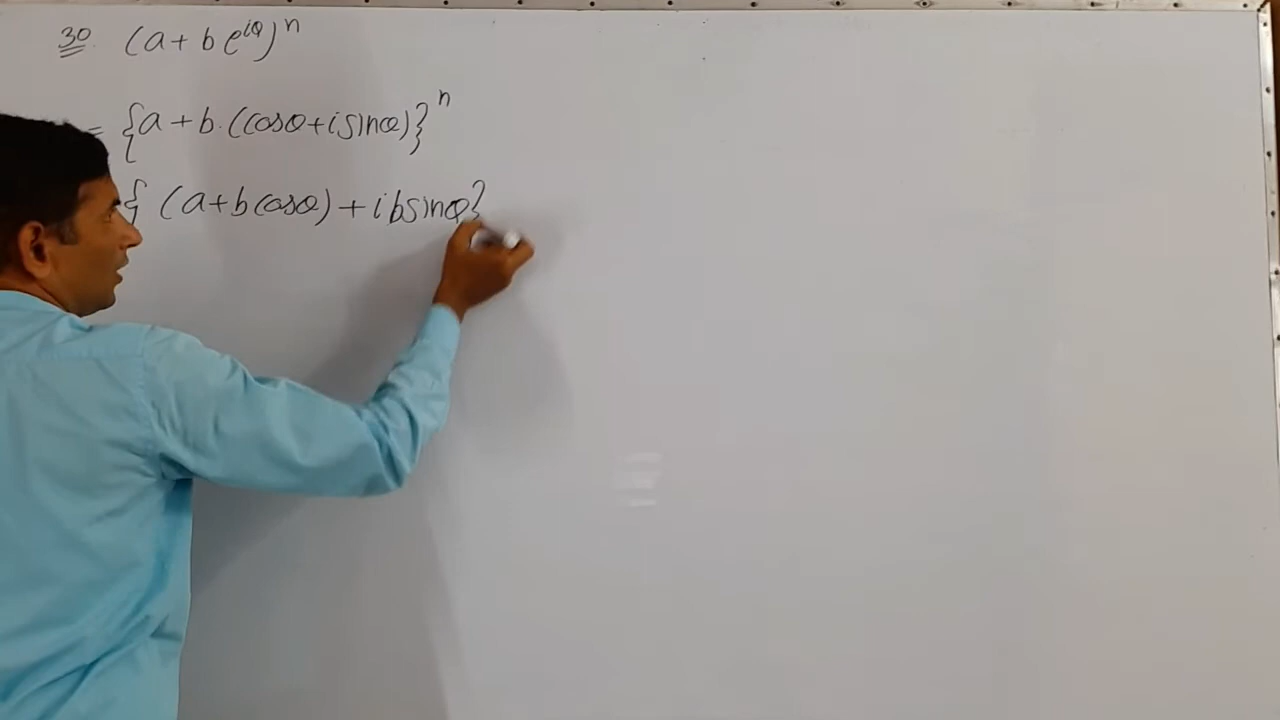 30. (a + b e^{iθ})^n
= {a + b.(cosθ + i sinθ)}^n
{ (a + b cosθ) + i b sinθ}